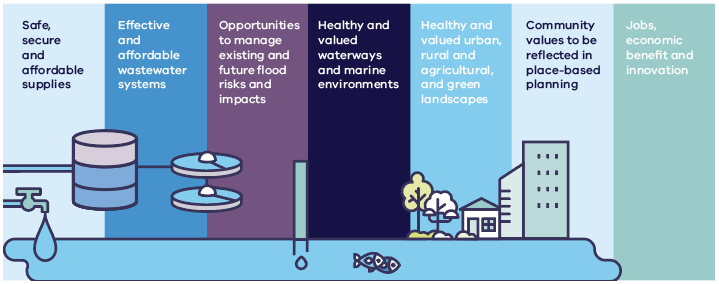 Safe,
secure
and
affordable
supplies
Effective
and
affordable
wastewater
systems
Opportunities
to manage
existing and
future flood
risks and
impacts
Healthy and
valued
waterways
and marine
environments
Healthy and
valued urban,
rural and
agricultural,
and green
landscapes
Community
values to be
reflected in
place-based
planning
Jobs,
economic
benefit and
innovation